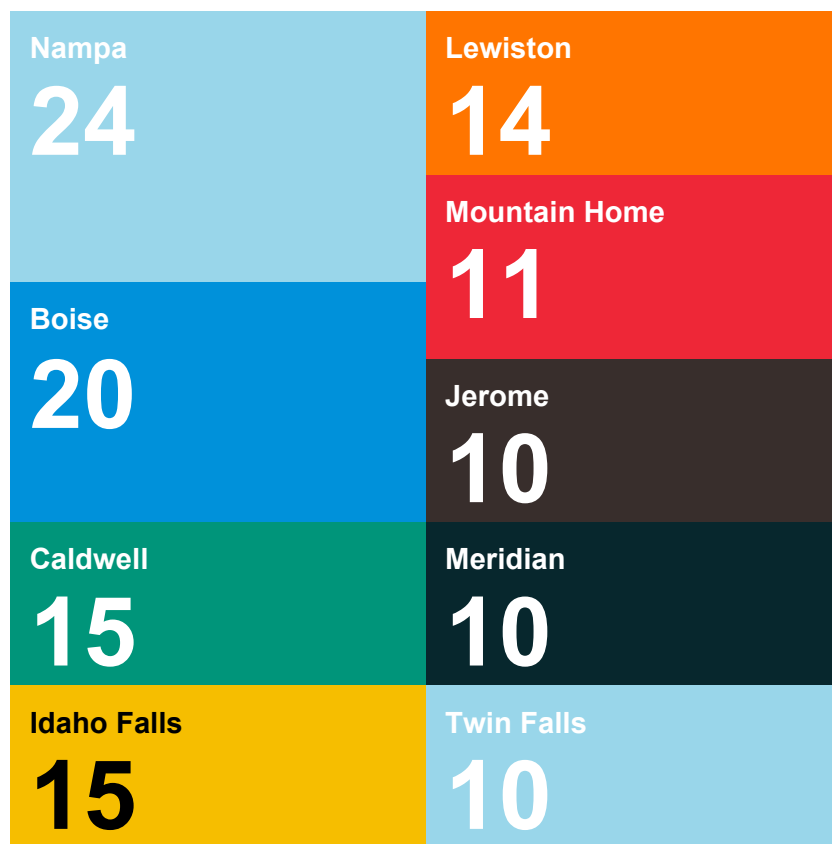 Nampa
24
Boise
20
Caldwell
15
Idaho Falls
15
Lewiston
14
Mountain Home
11
Jerome
10
Meridian
10
Twin Falls
10